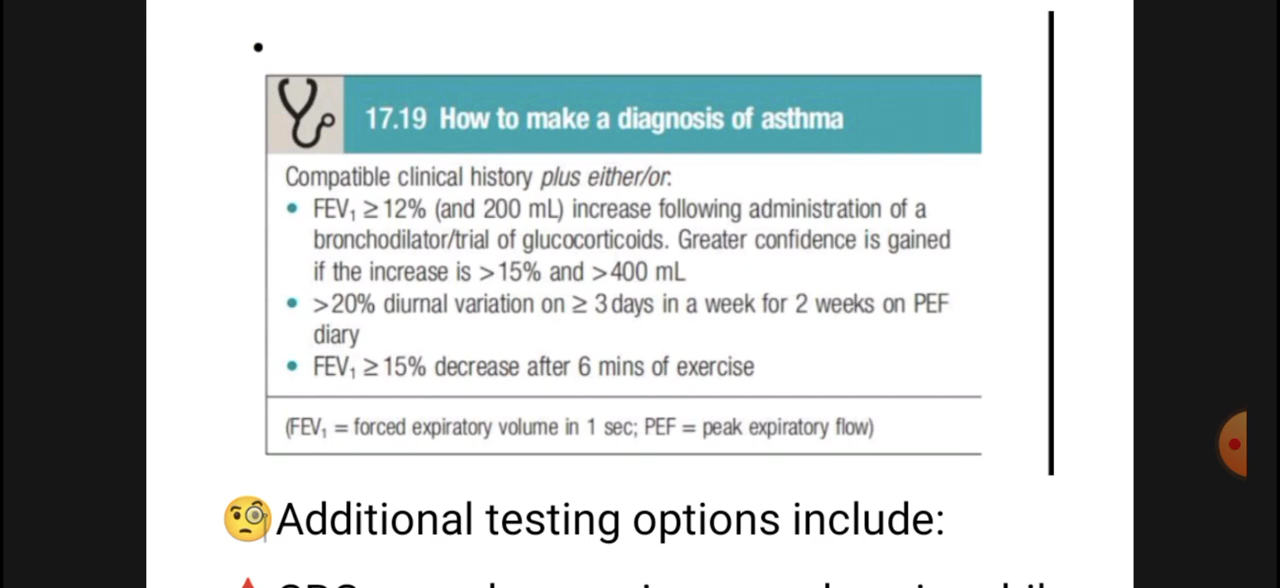 17.19 How to make a diagnosis of asthma
Compatible clinical history plus either/or:
• FEV₁ ≥ 12% (and 200 mL) increase following administration of a
bronchodilator/trial of glucocorticoids. Greater confidence is gained
if the increase is >15% and >400 mL
• >20% diurnal variation on ≥ 3 days in a week for 2 weeks on PEF
diary
• FEV₁ ≥ 15% decrease after 6 mins of exercise
(FEV₁ = forced expiratory volume in 1 sec; PEF = peak expiratory flow)
🧐Additional testing options include: